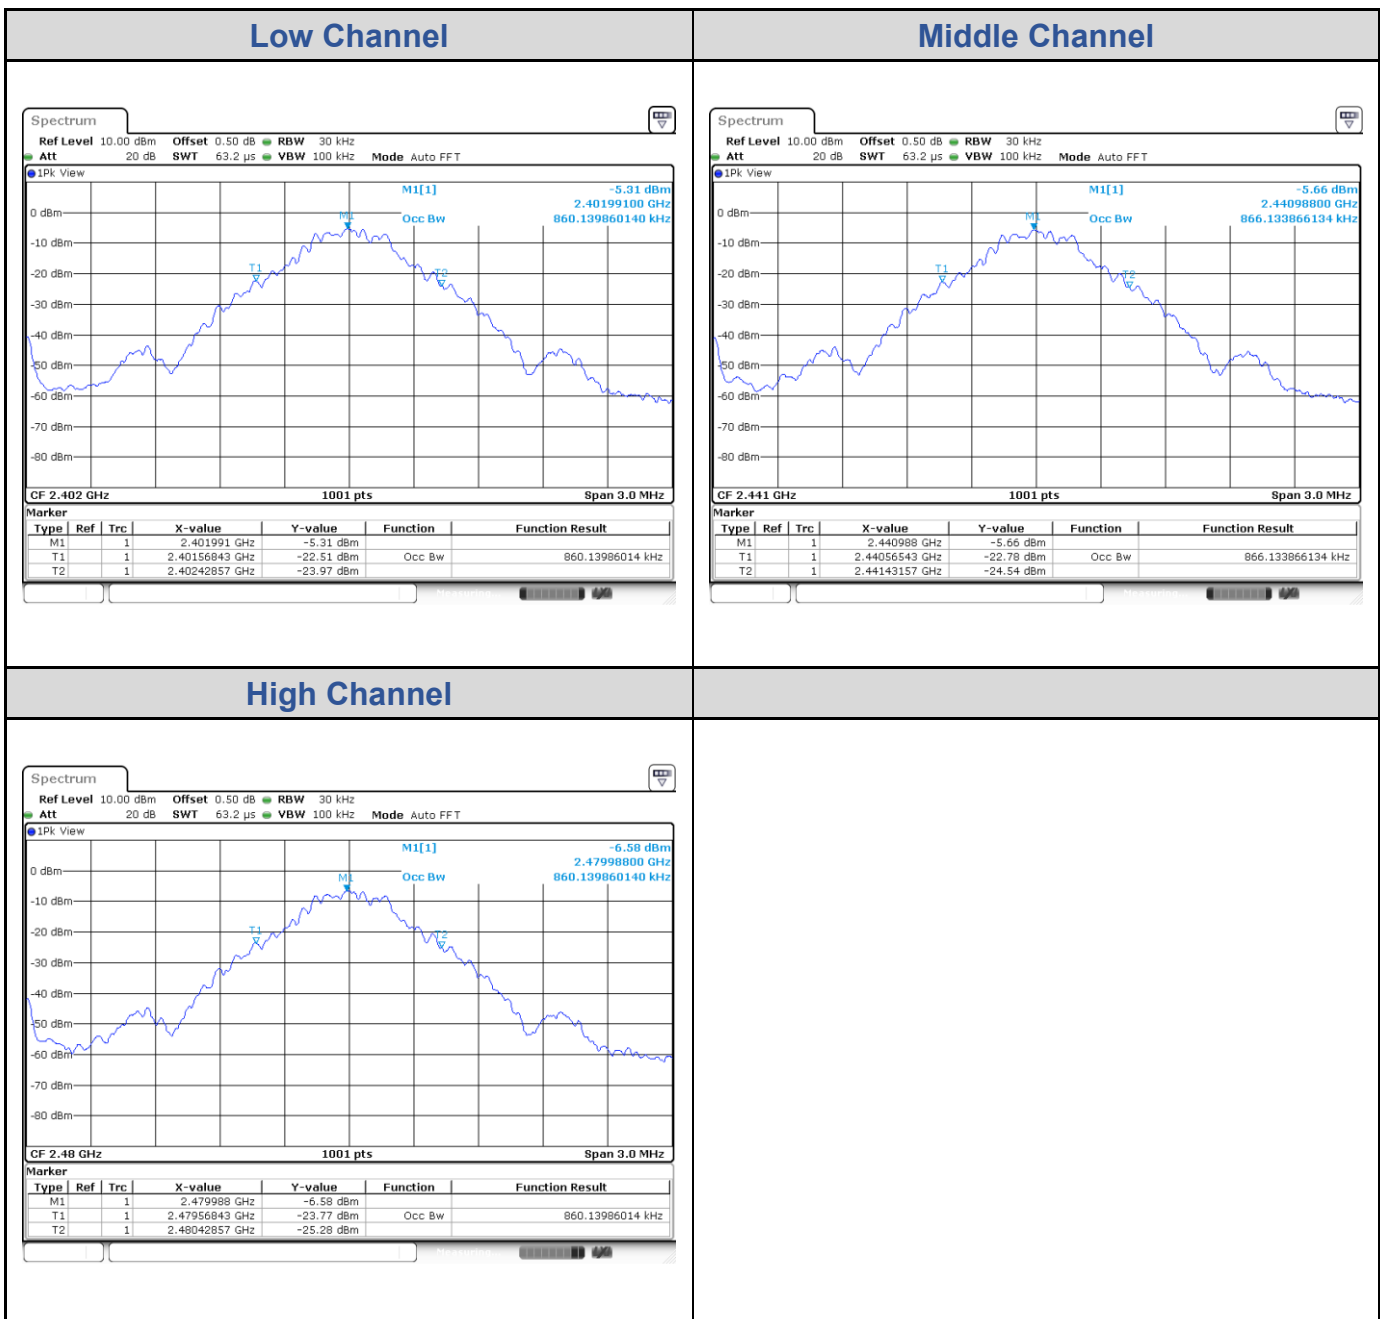 Low Channel
Middle Channel
Spectrum
Ref Level 10.00 dBm Offset 0.50 dB RBW 30 kHz
Att 20 dB SWT 63.2 µs VBW 100 kHz Mode Auto FFT
1Pk View
M1[1] -5.31 dBm
2.40199100 GHz
Occ Bw 860.139860140 kHz
M1
T1
T2
0 dBm
-10 dBm
-20 dBm
-30 dBm
-40 dBm
-50 dBm
-60 dBm
-70 dBm
-80 dBm
CF 2.402 GHz 1001 pts Span 3.0 MHz
Marker
Type Ref Trc X-value Y-value Function Function Result
M1 1 2.401991 GHz -5.31 dBm
T1 1 2.40156843 GHz -22.51 dBm Occ Bw 860.13986014 kHz
T2 1 2.40242857 GHz -23.97 dBm
Measuring...
Spectrum
Ref Level 10.00 dBm Offset 0.50 dB RBW 30 kHz
Att 20 dB SWT 63.2 µs VBW 100 kHz Mode Auto FFT
1Pk View
M1[1] -5.66 dBm
2.44098800 GHz
Occ Bw 866.133866134 kHz
M1
T1
T2
0 dBm
-10 dBm
-20 dBm
-30 dBm
-40 dBm
-50 dBm
-60 dBm
-70 dBm
-80 dBm
CF 2.441 GHz 1001 pts Span 3.0 MHz
Marker
Type Ref Trc X-value Y-value Function Function Result
M1 1 2.440988 GHz -5.66 dBm
T1 1 2.44056543 GHz -22.78 dBm Occ Bw 866.133866134 kHz
T2 1 2.44143157 GHz -24.54 dBm
Measuring...
High Channel
Spectrum
Ref Level 10.00 dBm Offset 0.50 dB RBW 30 kHz
Att 20 dB SWT 63.2 µs VBW 100 kHz Mode Auto FFT
1Pk View
M1[1] -6.58 dBm
2.47998800 GHz
Occ Bw 860.139860140 kHz
M1
T1
T2
0 dBm
-10 dBm
-20 dBm
-30 dBm
-40 dBm
-50 dBm
-60 dBm
-70 dBm
-80 dBm
CF 2.48 GHz 1001 pts Span 3.0 MHz
Marker
Type Ref Trc X-value Y-value Function Function Result
M1 1 2.479988 GHz -6.58 dBm
T1 1 2.47956843 GHz -23.77 dBm Occ Bw 860.13986014 kHz
T2 1 2.48042857 GHz -25.28 dBm
Measuring...